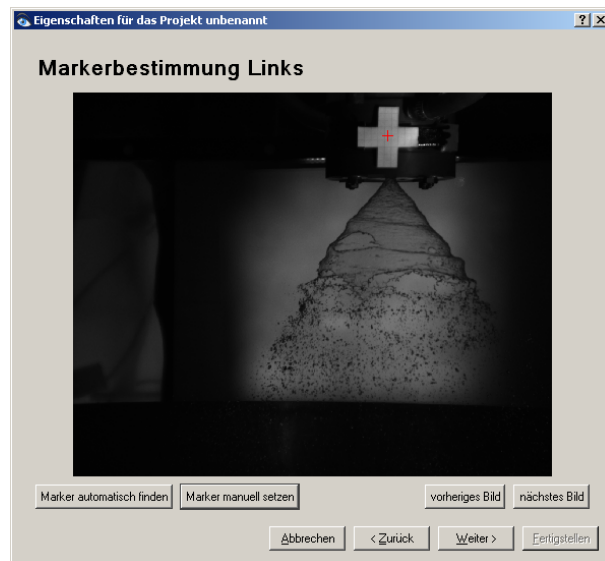 Eigenschaften für das Projekt unbenannt
Markerbestimmung Links
Marker automatisch finden Marker manuell setzen vorheriges Bild nächstes Bild
Abbrechen < Zurück Weiter > Fertigstellen